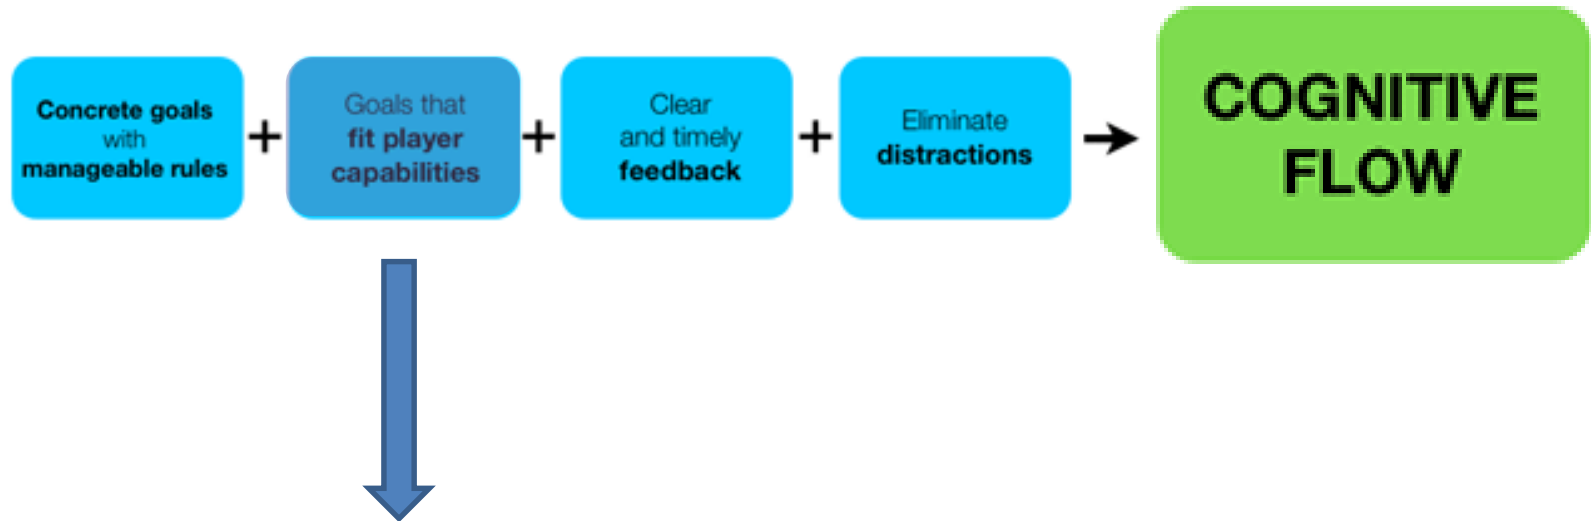 Concrete goals
with
manageable rules
+
Goals that
fit player
capabilities
+
Clear
and timely
feedback
+
Eliminate
distractions
COGNITIVE
FLOW